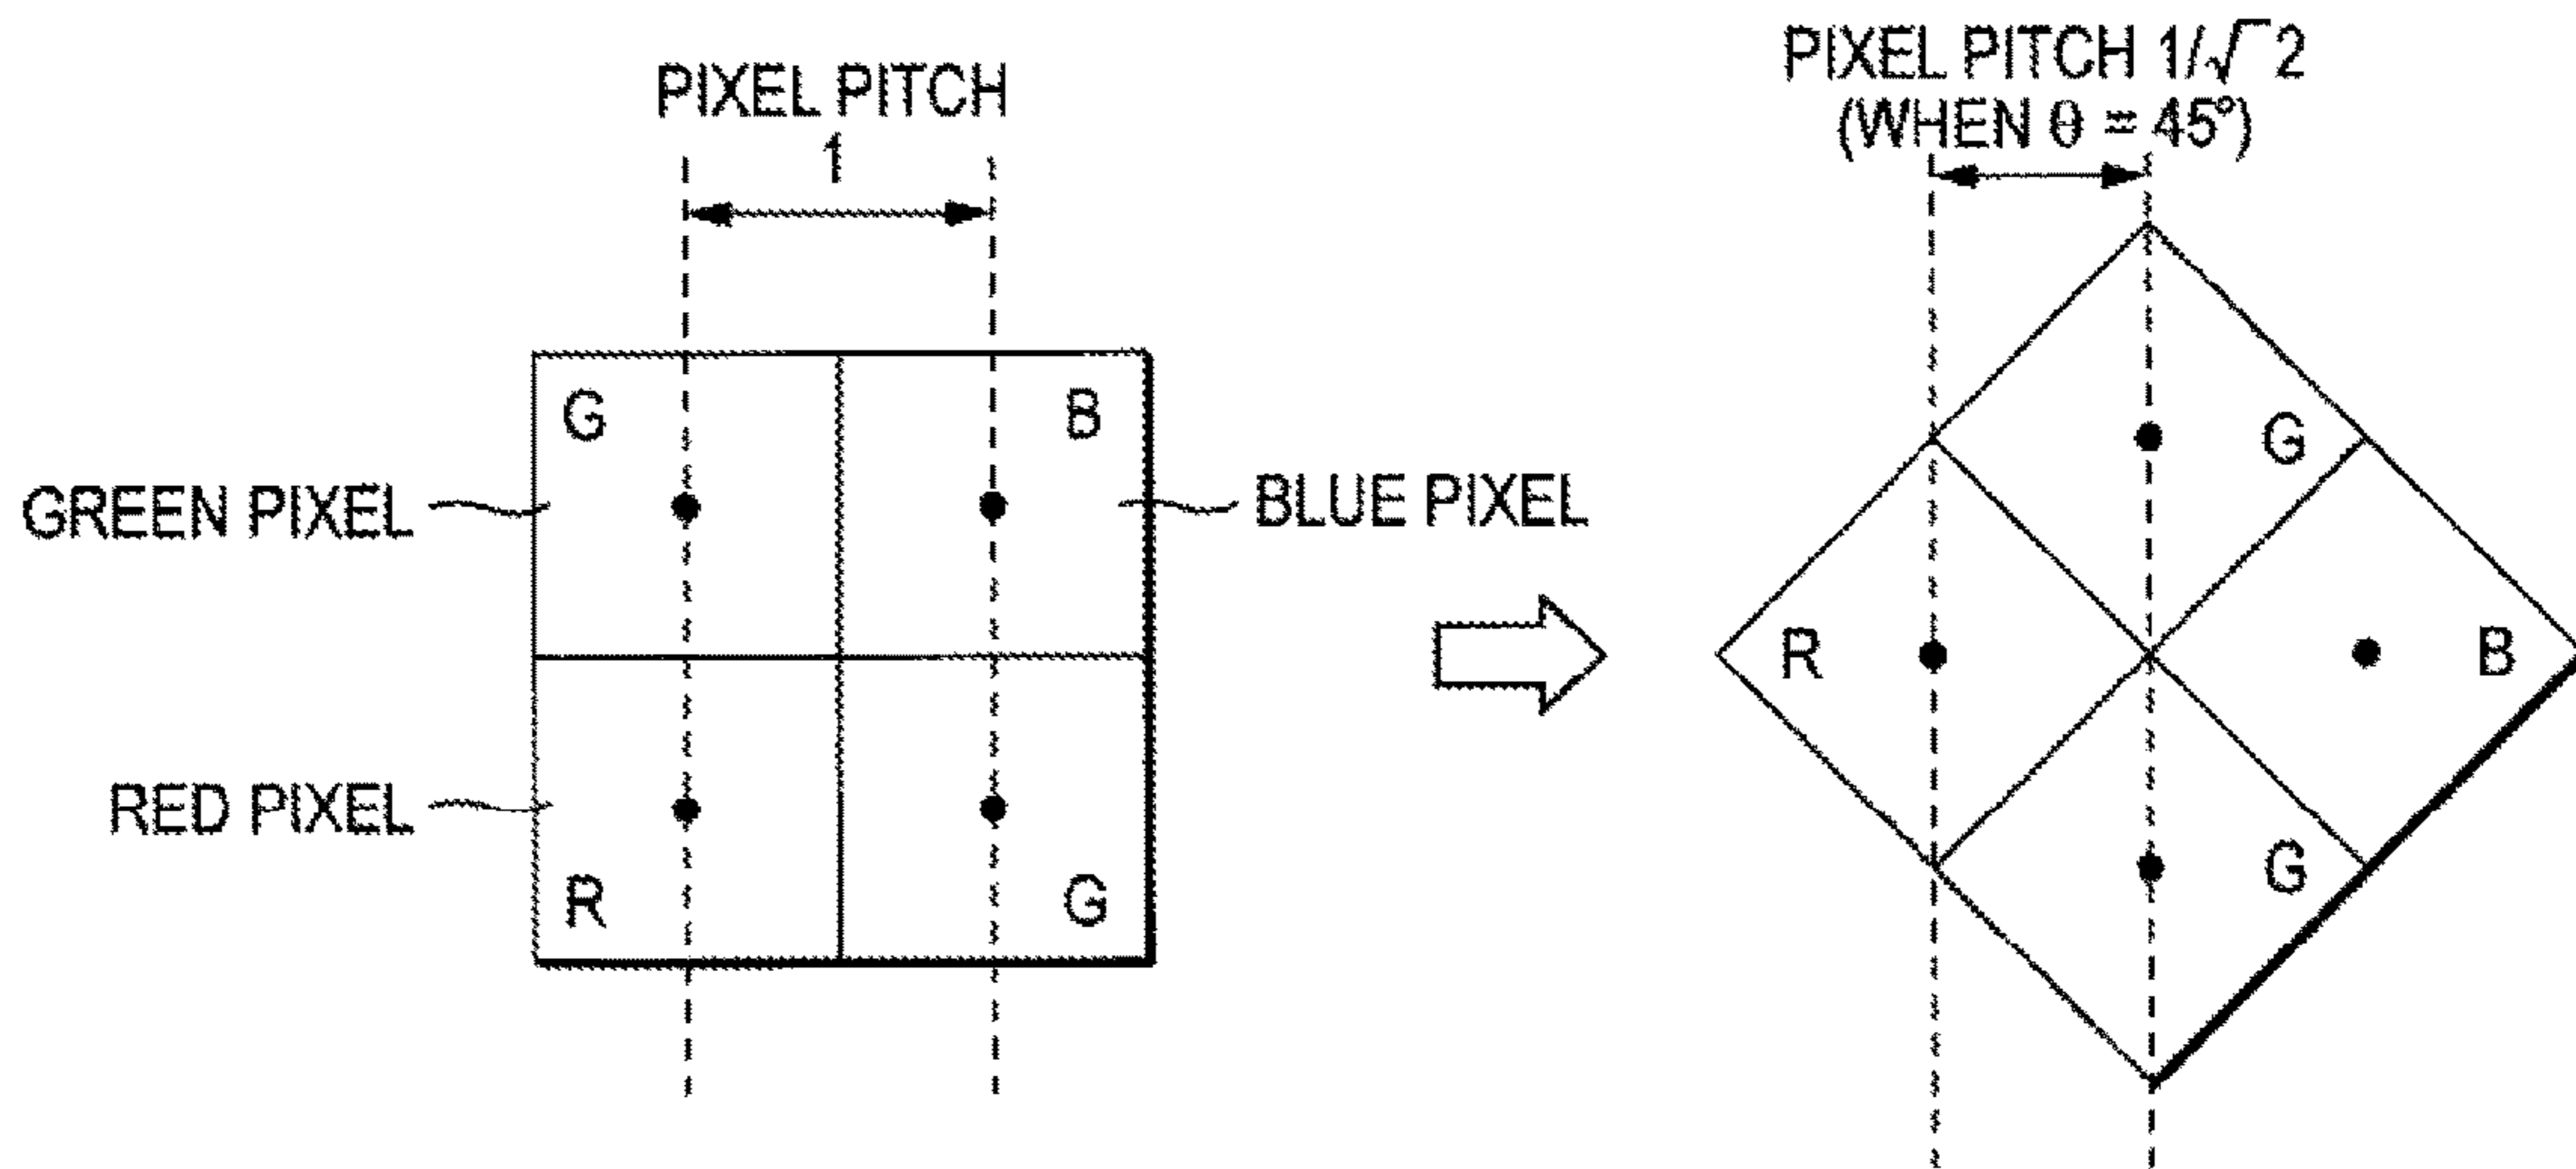 PIXEL PITCH
1
PIXEL PITCH 1/√2
(WHEN θ = 45°)
G
B
GREEN PIXEL
BLUE PIXEL
RED PIXEL
R
G
G
R
B
G